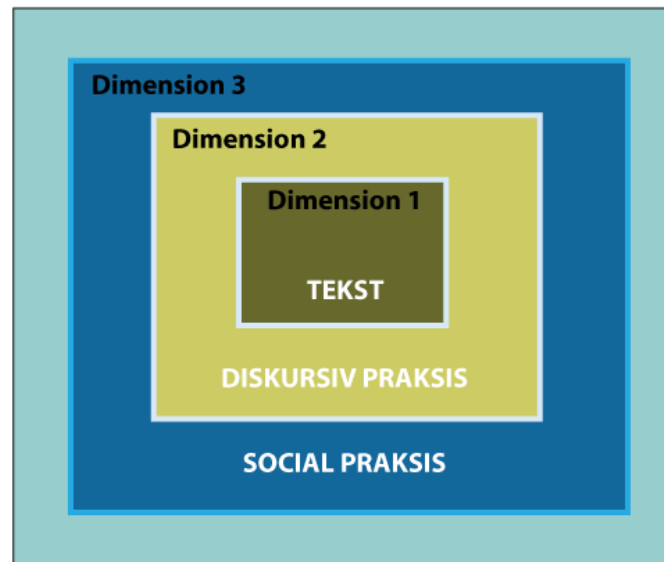 Dimension 3
Dimension 2
Dimension 1
TEKST
DISKURSIV PRAKSIS
SOCIAL PRAKSIS